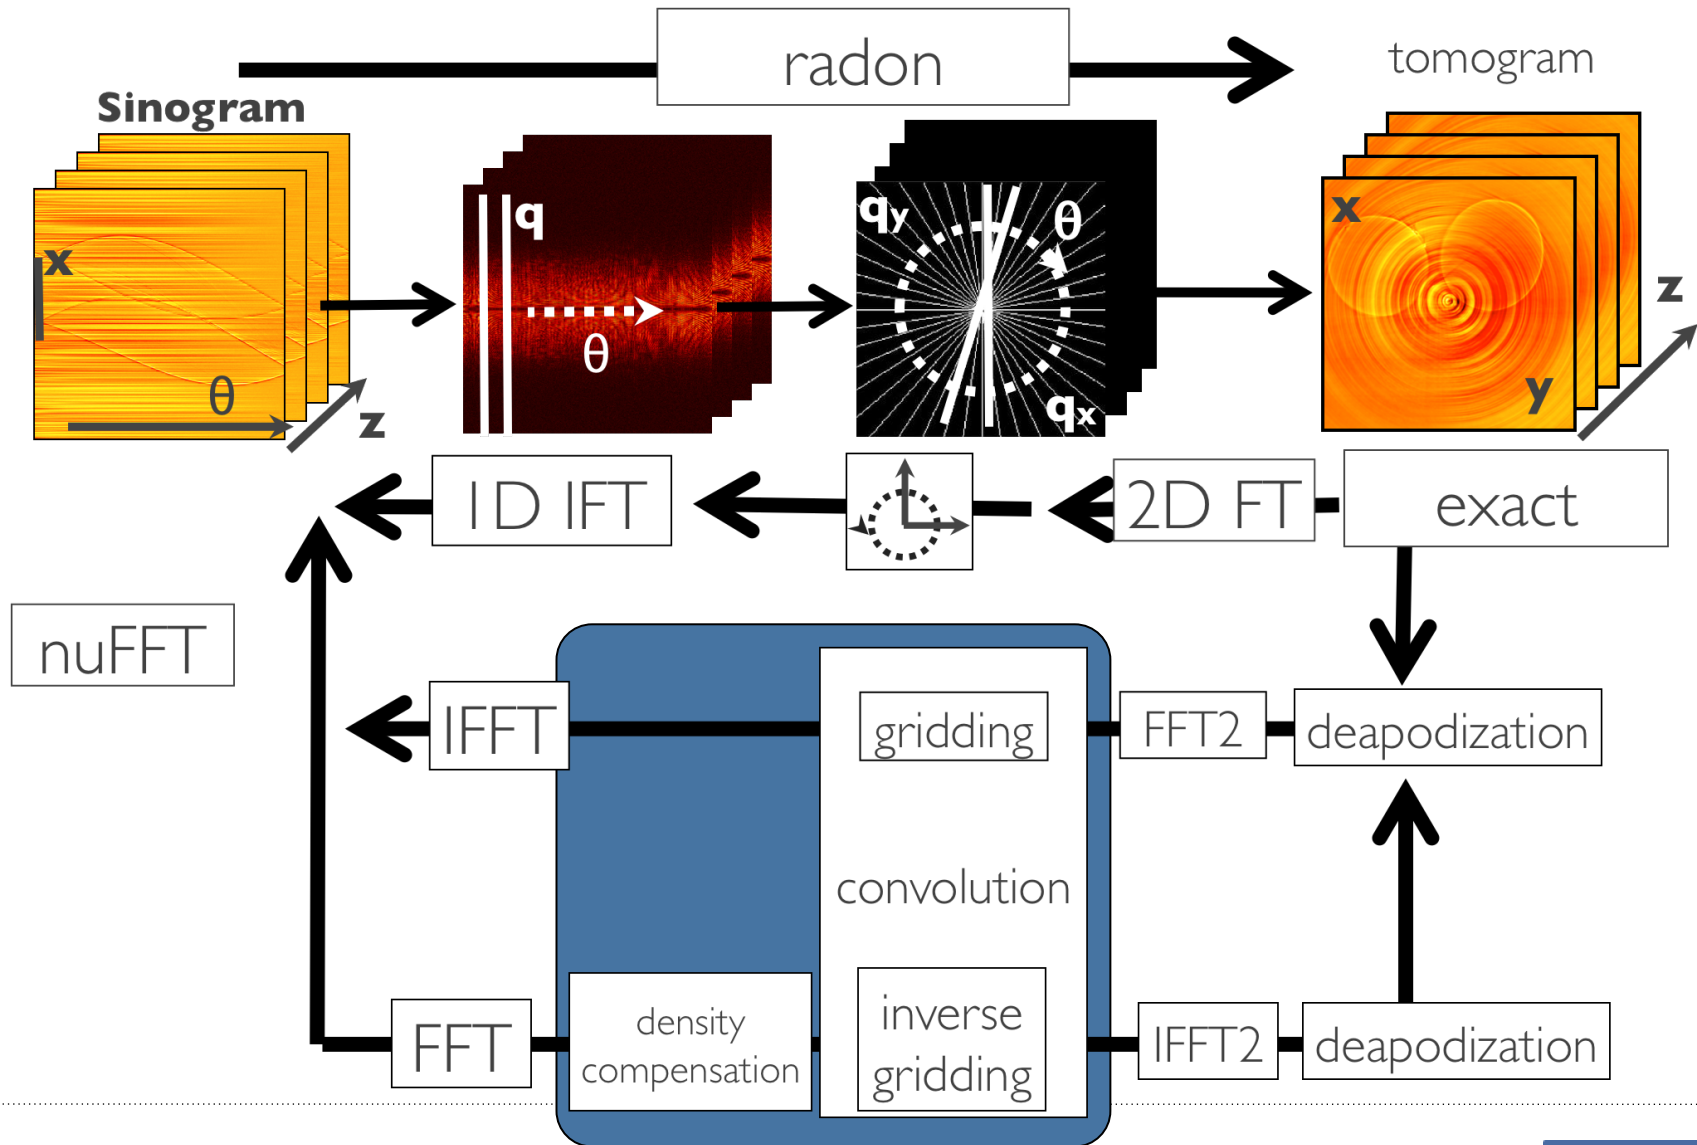 radon
tomogram
Sinogram
x
θ
z
q
θ
qy
θ
qx
x
y
z
1D IFT
2D FT
exact
nuFFT
IFFT
gridding
FFT2
deapodization
convolution
FFT
density
compensation
inverse
gridding
IFFT2
deapodization